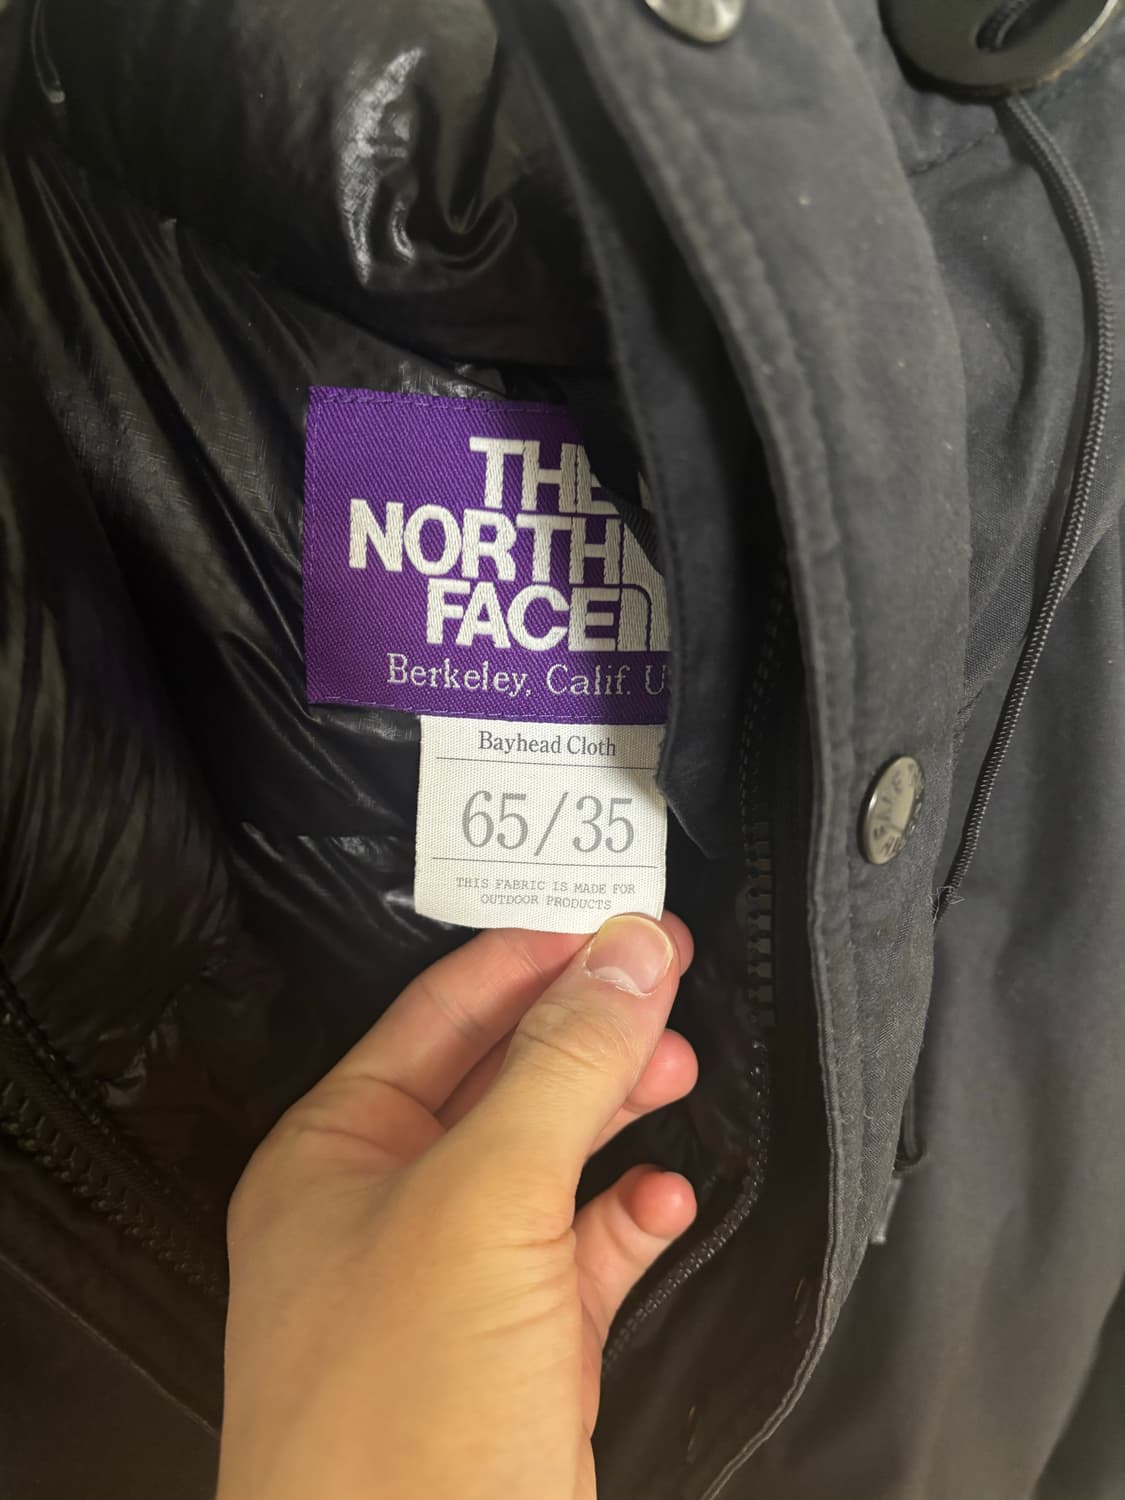 THE
NORTH
FACE
Berkeley, Calif. U
Bayhead Cloth
65/35
THIS FABRIC IS MADE FOR
OUTDOOR PRODUCTS